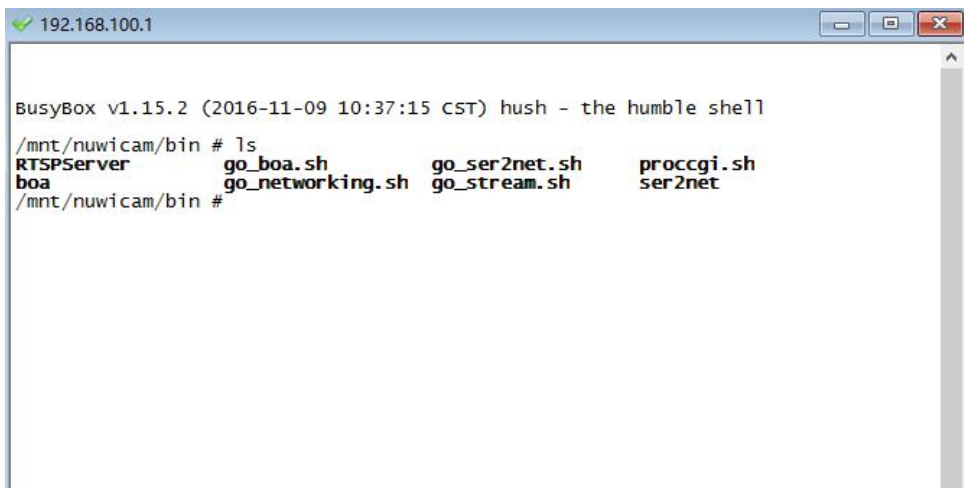 192.168.100.1
BusyBox v1.15.2 (2016-11-09 10:37:15 CST) hush - the humble shell
/mnt/nuwicam/bin # ls
RTSPServer go_boa.sh go_ser2net.sh proccgi.sh
boa go_networking.sh go_stream.sh ser2net
/mnt/nuwicam/bin #